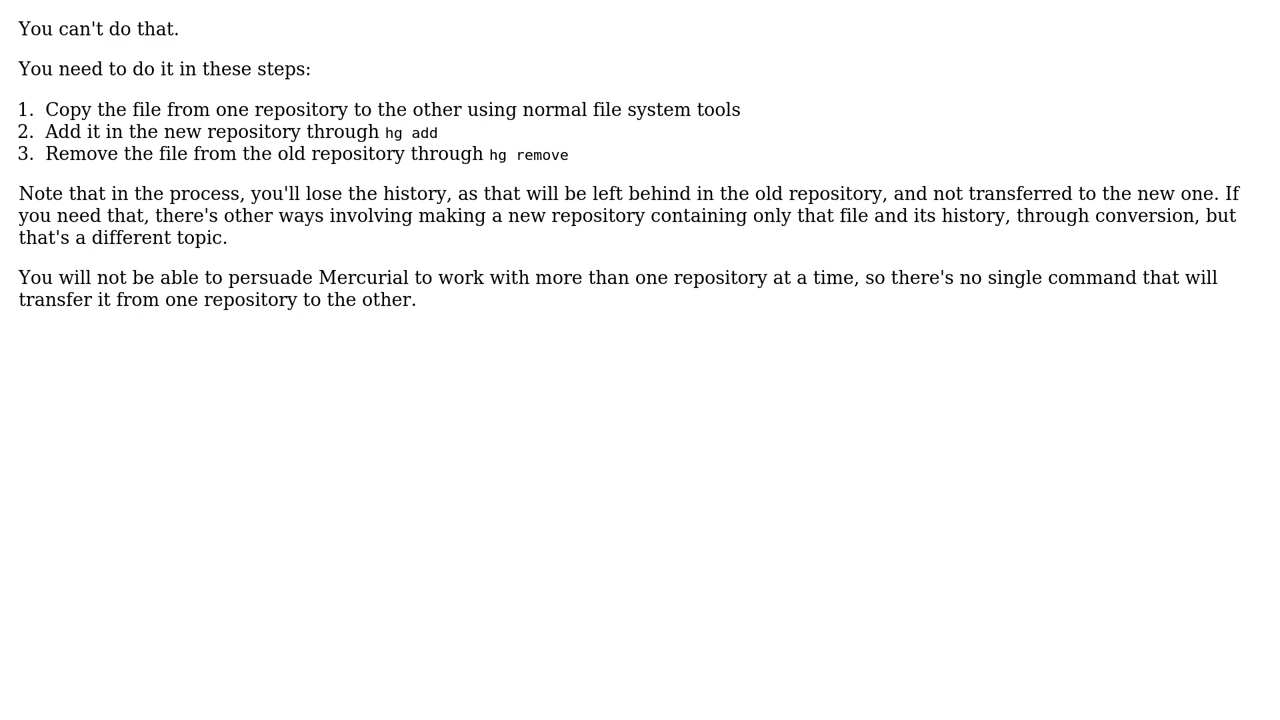 You can't do that.
You need to do it in these steps:
1. Copy the file from one repository to the other using normal file system tools
2. Add it in the new repository through hg add
3. Remove the file from the old repository through hg remove
Note that in the process, you'll lose the history, as that will be left behind in the old repository, and not transferred to the new one. If
you need that, there's other ways involving making a new repository containing only that file and its history, through conversion, but
that's a different topic.
You will not be able to persuade Mercurial to work with more than one repository at a time, so there's no single command that will
transfer it from one repository to the other.